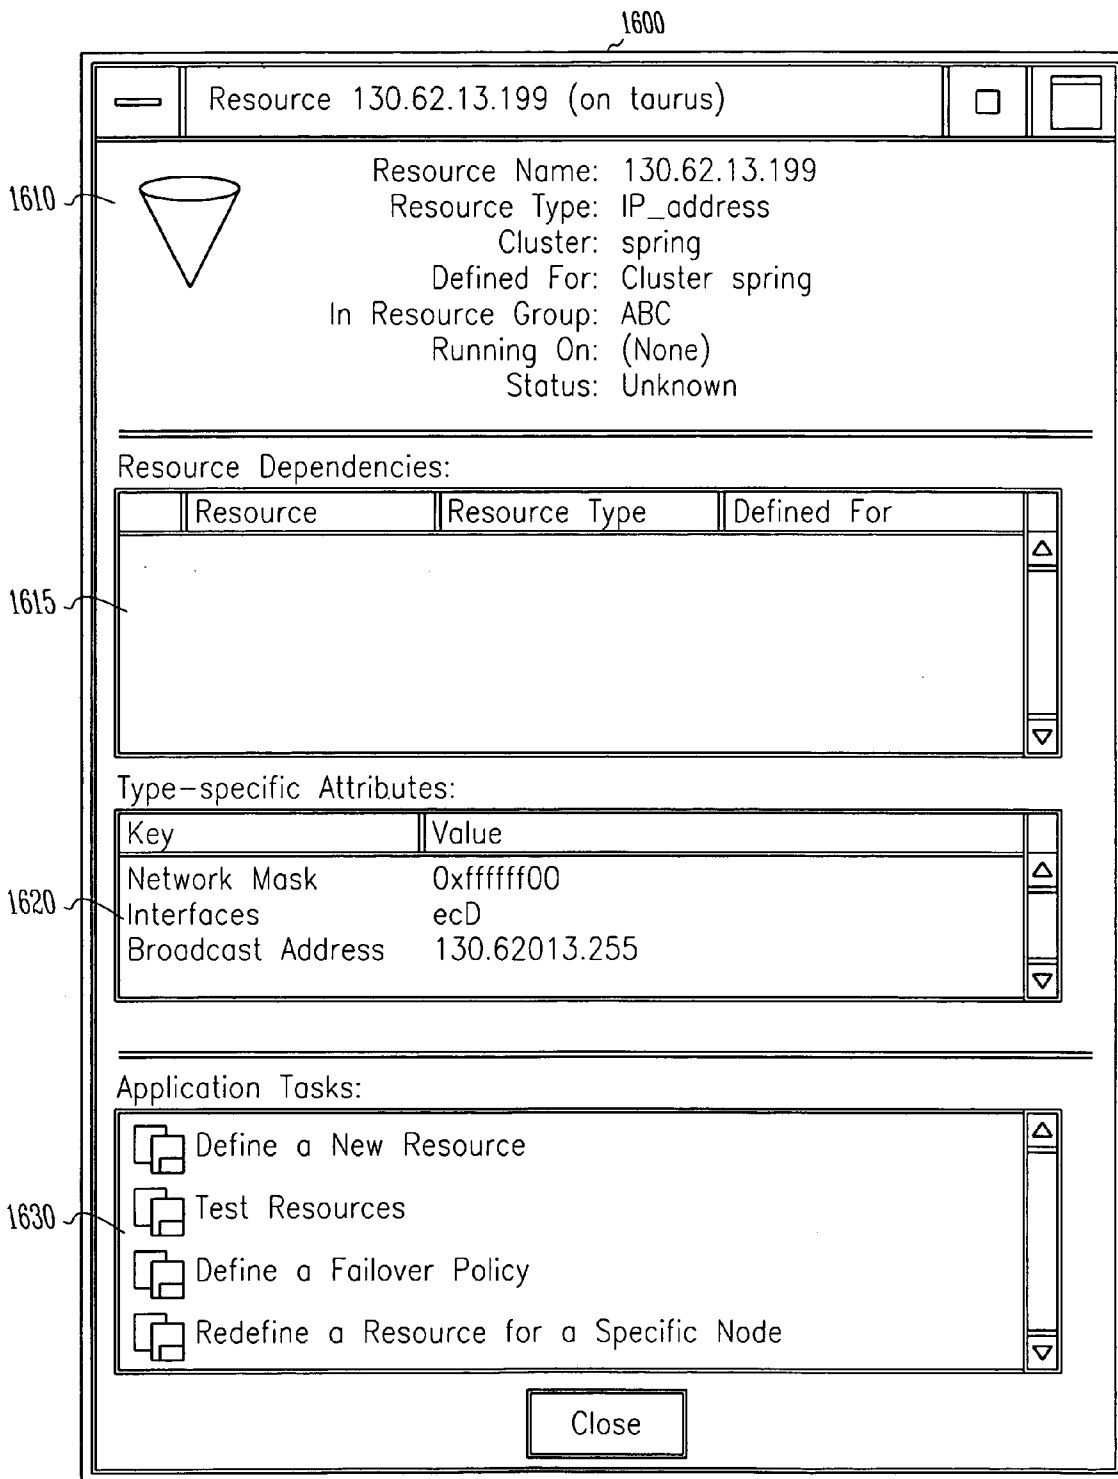 1600
Resource 130.62.13.199 (on taurus)
1610
Resource Name: 130.62.13.199
Resource Type: IP_address
Cluster: spring
Defined For: Cluster spring
In Resource Group: ABC
Running On: (None)
Status: Unknown
Resource Dependencies:
Resource Resource Type Defined For
1615
Type-specific Attributes:
Key Value
Network Mask 0xffffff00
1620
Interfaces ecD
Broadcast Address 130.62013.255
Application Tasks:
Define a New Resource
Test Resources
1630
Define a Failover Policy
Redefine a Resource for a Specific Node
Close